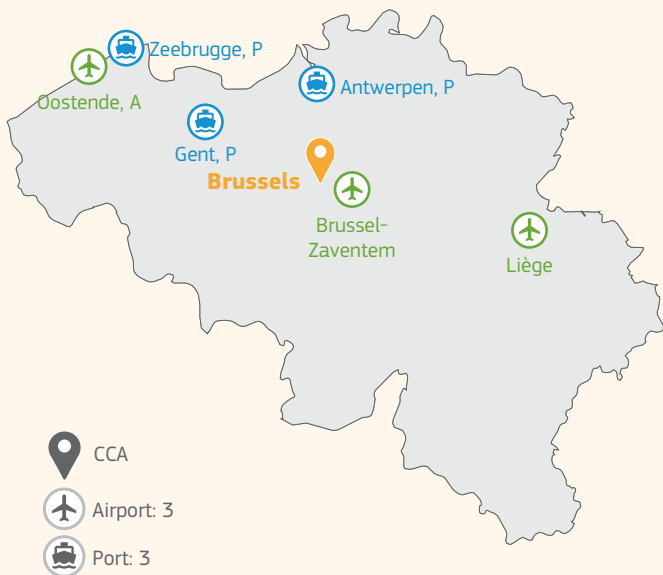 Zeebrugge, P
Oostende, A
Antwerpen, P
Gent, P
Brussels
Brussel-
Zaventem
Liège
CCA
Airport: 3
Port: 3